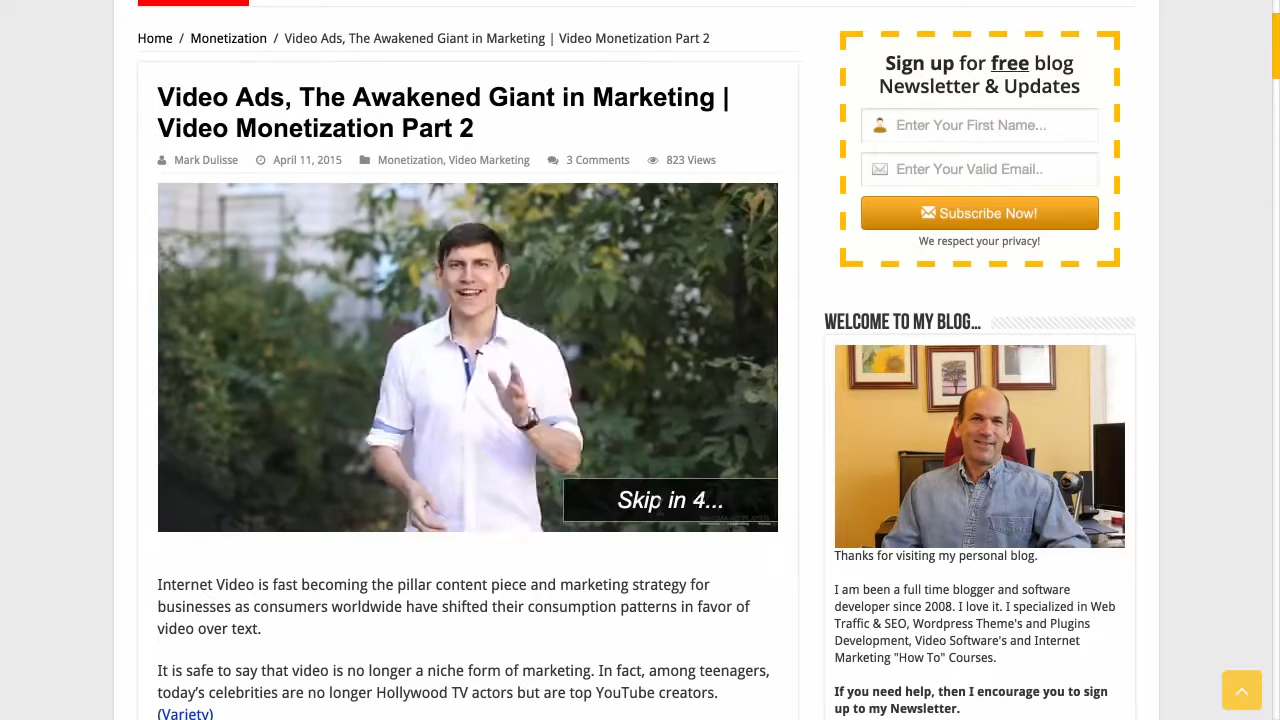 Home / Monetization / Video Ads, The Awakened Giant in Marketing | Video Monetization Part 2
Video Ads, The Awakened Giant in Marketing |
Video Monetization Part 2
Mark Dulisse April 11, 2015 Monetization, Video Marketing 3 Comments 823 Views
Skip in 4...
Internet Video is fast becoming the pillar content piece and marketing strategy for
businesses as consumers worldwide have shifted their consumption patterns in favor of
video over text.
It is safe to say that video is no longer a niche form of marketing. In fact, among teenagers,
today’s celebrities are no longer Hollywood TV actors but are top YouTube creators.
(Variety)
Sign up for free blog
Newsletter & Updates
Enter Your First Name...
Enter Your Valid Email..
Subscribe Now!
We respect your privacy!
WELCOME TO MY BLOG...
Thanks for visiting my personal blog.
I am been a full time blogger and software
developer since 2008. I love it. I specialized in Web
Traffic & SEO, Wordpress Theme's and Plugins
Development, Video Software's and Internet
Marketing "How To" Courses.
If you need help, then I encourage you to sign
up to my Newsletter.